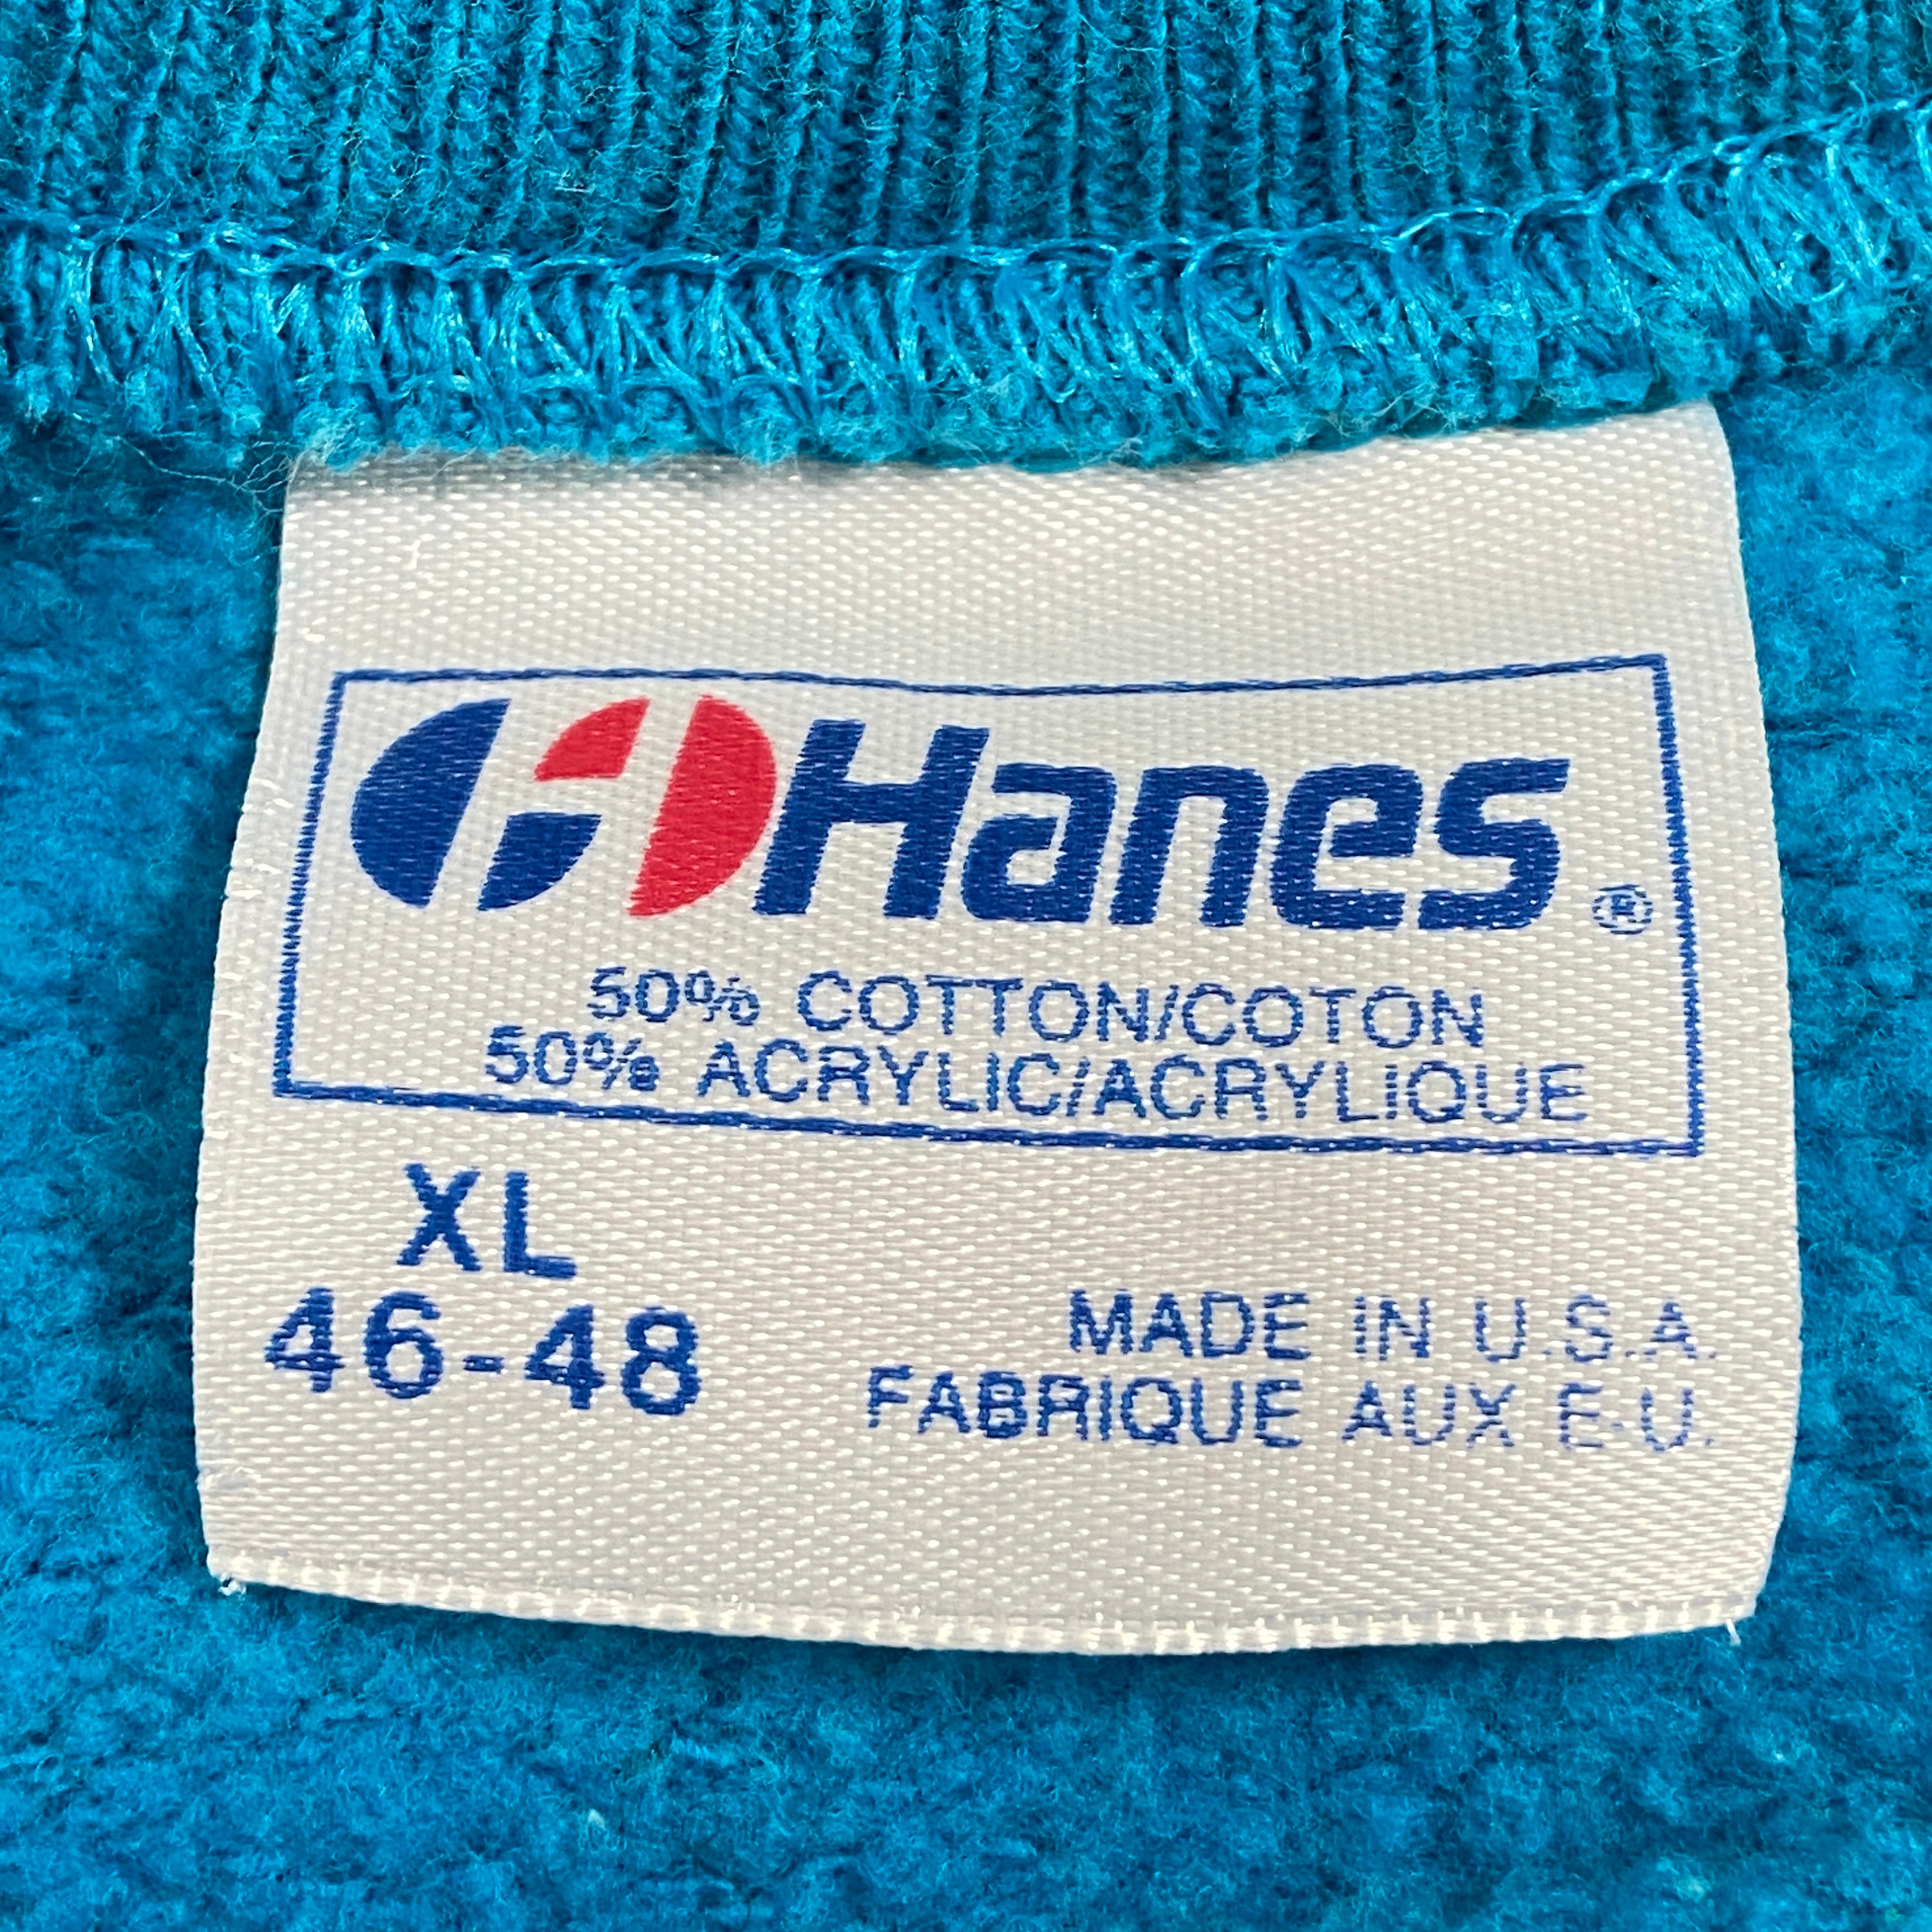 Hanes ®
50% COTTON/COTON
50% ACRYLIC/ACRYLIQUE
XL
46-48
MADE IN U.S.A.
FABRIQUE AUX E.U.